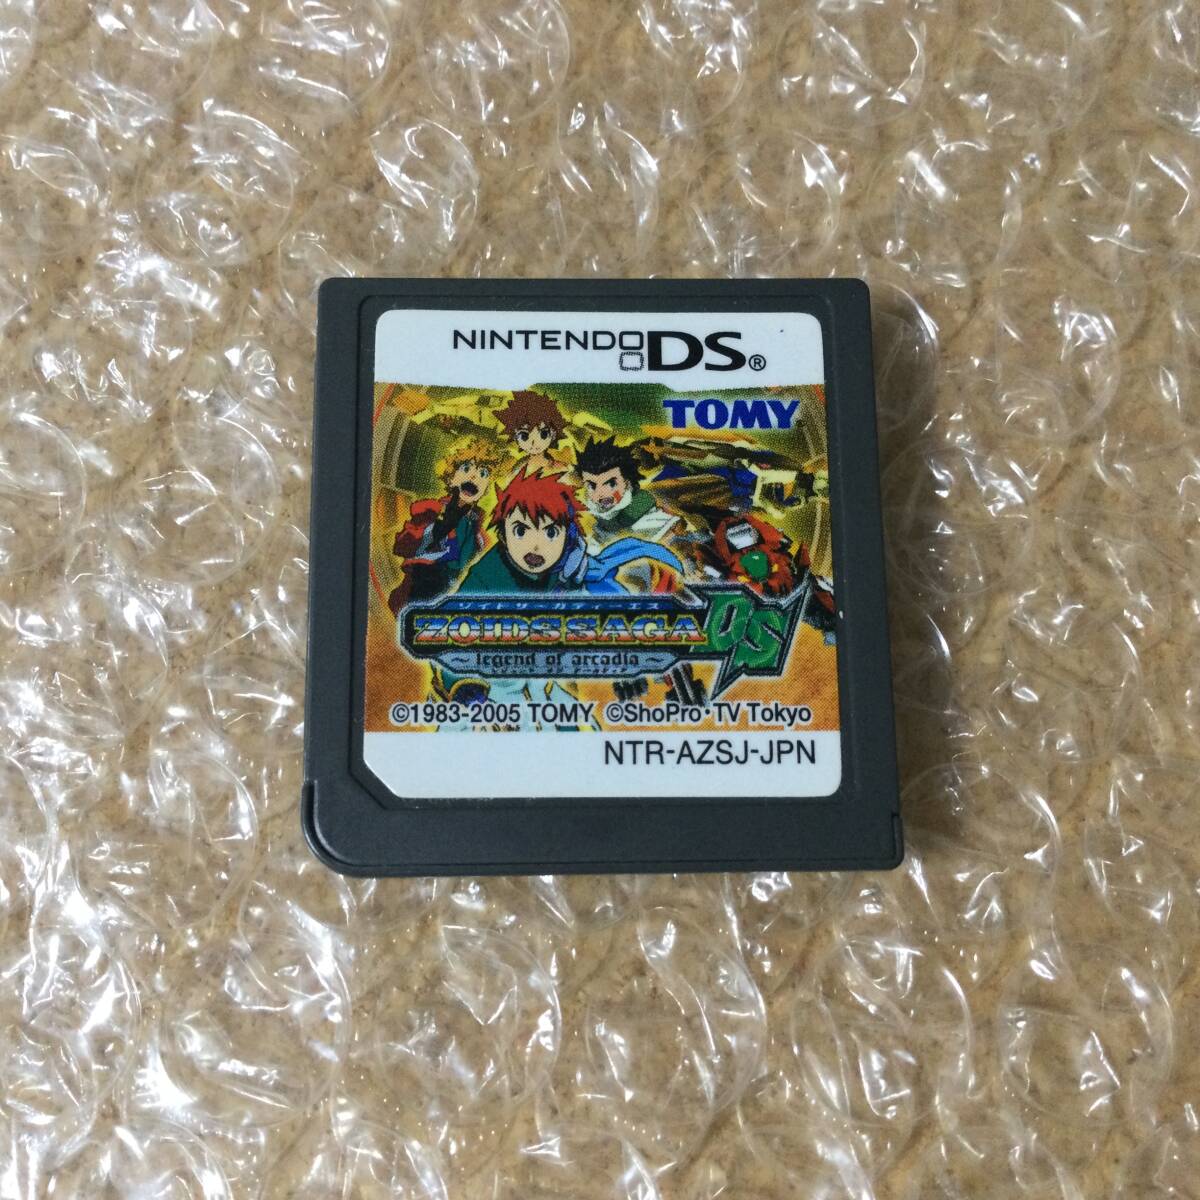 NINTENDO DS®
TOMY
ゾイドサーガディーエス
ZOIDS SAGA DS
~legend of arcadia~
©1983-2005 TOMY ©ShoPro・TV Tokyo
NTR-AZSJ-JPN